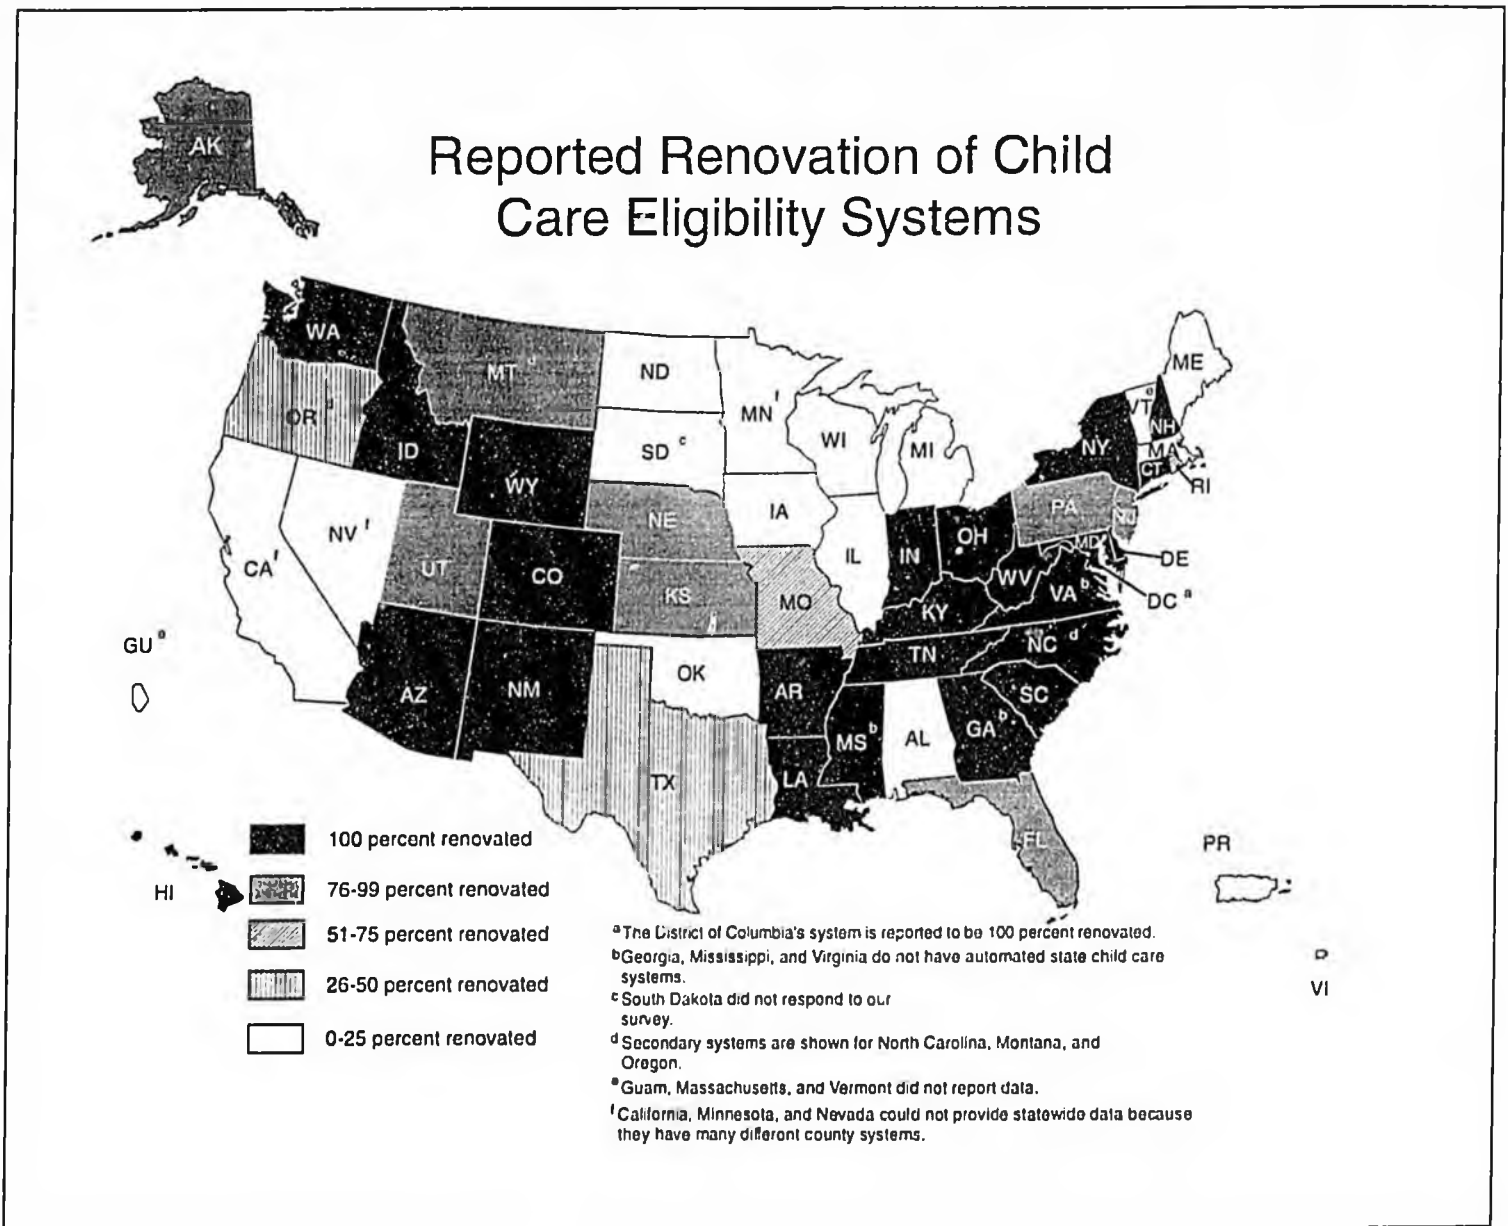 Reported Renovation of Child
Care Eligibility Systems
AK
WA
MT d
ND
MN f
ME
OR d
ID
SD c
WI
MI
NY
VT e
NH
MA
CT
RI
WY
NE
IA
PA
NJ
NV f
CA f
UT
CO
KS
MO
IL
IN
OH
WV
MD
DE
VA b
DC a
KY
GU a
AZ
NM
OK
AR
TN
NC d
SC
MS b
AL
GA b
LA
TX
FL
HI
PR
VI
100 percent renovated
76-99 percent renovated
51-75 percent renovated
26-50 percent renovated
0-25 percent renovated
a The District of Columbia's system is reported to be 100 percent renovated.
b Georgia, Mississippi, and Virginia do not have automated state child care
systems.
c South Dakota did not respond to our
survey.
d Secondary systems are shown for North Carolina, Montana, and
Oregon.
e Guam, Massachusetts, and Vermont did not report data.
f California, Minnesota, and Nevada could not provide statewide data because
they have many different county systems.